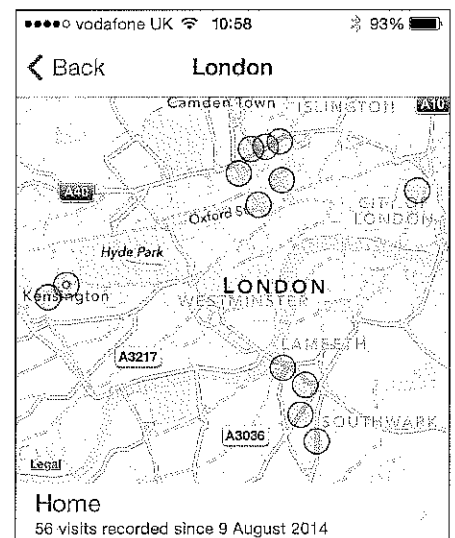 ●●●●○ vodafone UK 10:58 93%
Back London
Camden Town ISLINGTON A10
A40 CITY OF LONDON
Oxford St
Hyde Park
LONDON
Kensington WESTMINSTER
LAMBETH
A3217
A3036 SOUTHWARK
Legal
Home
56 visits recorded since 9 August 2014